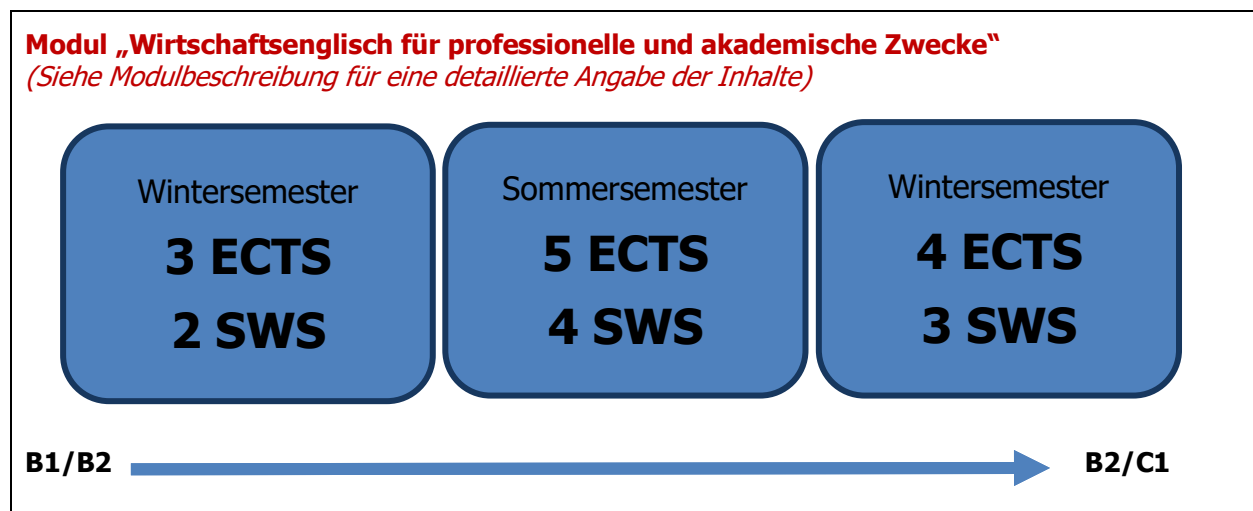 Modul „Wirtschaftsenglisch für professionelle und akademische Zwecke“
(Siehe Modulbeschreibung für eine detaillierte Angabe der Inhalte)
Wintersemester
3 ECTS
2 SWS
Sommersemester
5 ECTS
4 SWS
Wintersemester
4 ECTS
3 SWS
B1/B2
B2/C1